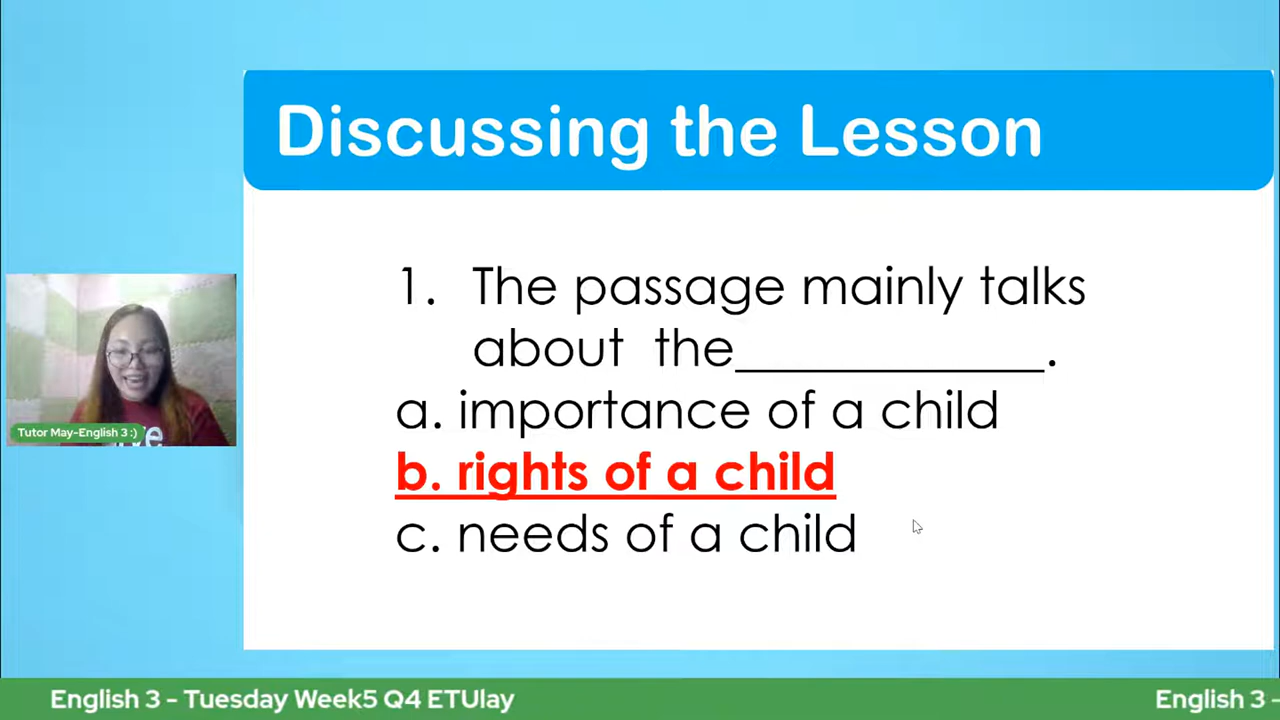 Discussing the Lesson
1. The passage mainly talks
about the____________.
a. importance of a child
b. rights of a child
c. needs of a child
Tutor May-English 3 :)
English 3 - Tuesday Week5 Q4 ETUlay
English 3 -